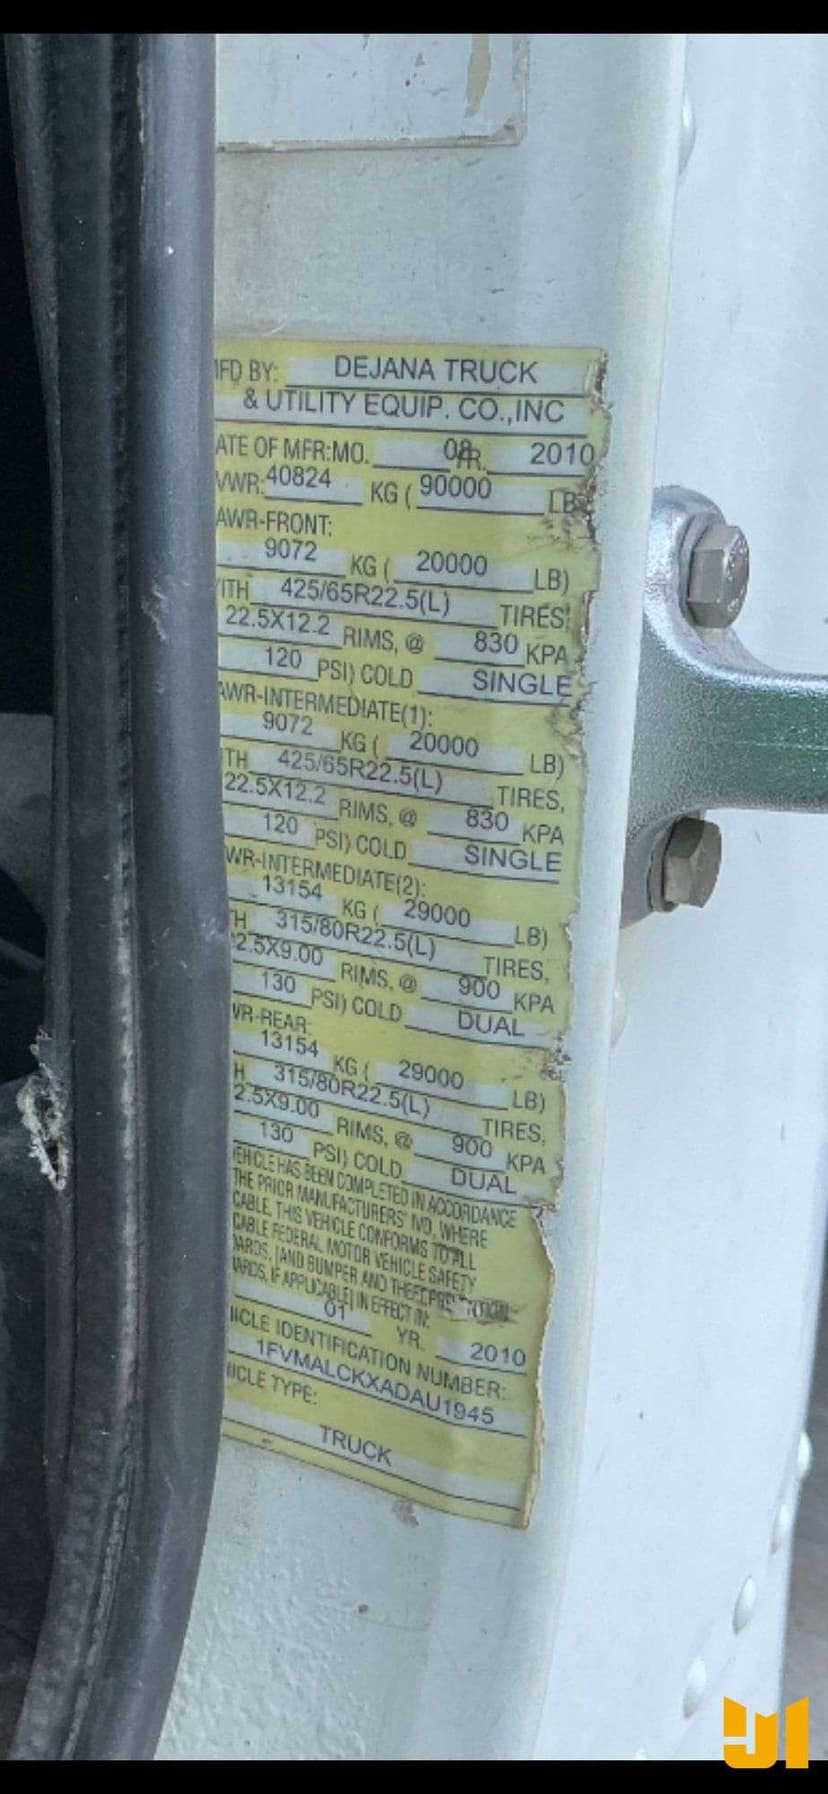 MFD BY: DEJANA TRUCK
& UTILITY EQUIP. CO.,INC
ATE OF MFR:MO. 08 YR. 2010
VWR: 40824 KG ( 90000 LB
AWR-FRONT:
9072 KG ( 20000 LB)
ITH 425/65R22.5(L) TIRES,
22.5X12.2 RIMS, @ 830 KPA
120 PSI) COLD SINGLE
AWR-INTERMEDIATE(1):
9072 KG ( 20000 LB)
TH 425/65R22.5(L) TIRES,
22.5X12.2 RIMS, @ 830 KPA
120 PSI) COLD SINGLE
WR-INTERMEDIATE(2):
13154 KG ( 29000 LB)
TH 315/80R22.5(L) TIRES,
2.5X9.00 RIMS, @ 900 KPA
130 PSI) COLD DUAL
WR-REAR:
13154 KG ( 29000 LB)
H 315/80R22.5(L) TIRES,
2.5X9.00 RIMS, @ 900 KPA
130 PSI) COLD DUAL
EHICLE HAS BEEN COMPLETED IN ACCORDANCE
THE PRIOR MANUFACTURERS' IVD, WHERE
CABLE. THIS VEHICLE CONFORMS TO ALL
CABLE FEDERAL MOTOR VEHICLE SAFETY
ARDS, [AND BUMPER AND THEFT PREVENTION
ARDS, IF APPLICABLE] IN EFFECT IN:
01 YR. 2010
HICLE IDENTIFICATION NUMBER:
1FVMALCKXADAU1945
HICLE TYPE:
TRUCK